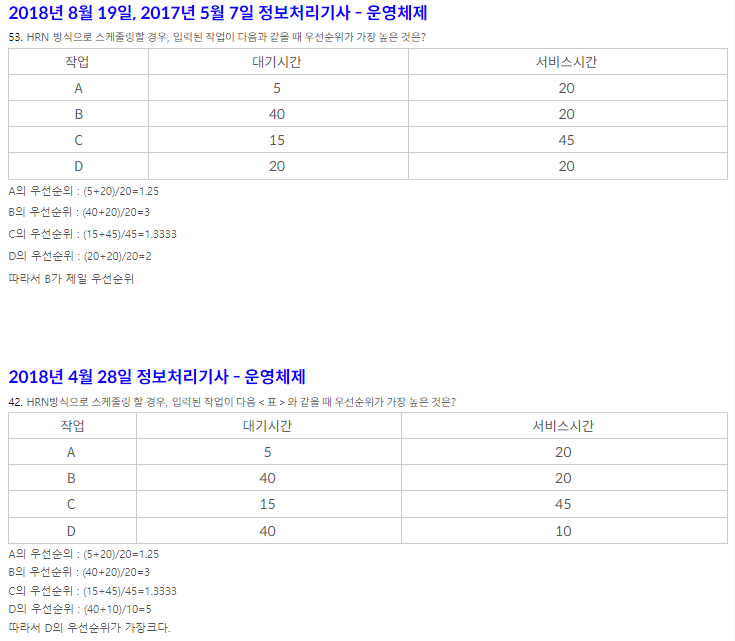 2018년 8월 19일, 2017년 5월 7일 정보처리기사 - 운영체제
53. HRN 방식으로 스케줄링할 경우, 입력된 작업이 다음과 같을 때 우선순위가 가장 높은 것은?
작업 대기시간 서비스시간
A 5 20
B 40 20
C 15 45
D 20 20
A의 우선순의 : (5+20)/20=1.25
B의 우선순위 : (40+20)/20=3
C의 우선순위 : (15+45)/45=1.3333
D의 우선순위 : (20+20)/20=2
따라서 B가 제일 우선순위
2018년 4월 28일 정보처리기사 - 운영체제
42. HRN방식으로 스케줄링 할 경우, 입력된 작업이 다음 < 표 > 와 같을 때 우선순위가 가장 높은 것은?
작업 대기시간 서비스시간
A 5 20
B 40 20
C 15 45
D 40 10
A의 우선순의 : (5+20)/20=1.25
B의 우선순위 : (40+20)/20=3
C의 우선순위 : (15+45)/45=1.3333
D의 우선순위 : (40+10)/10=5
따라서 D의 우선순위가 가장크다.